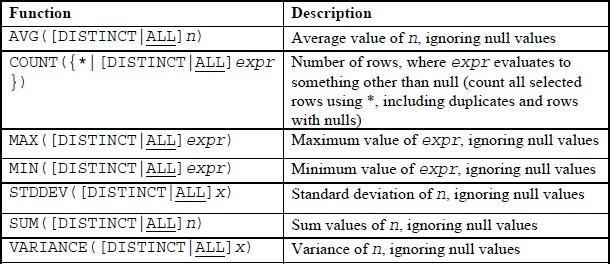 Function Description
AVG([DISTINCT|ALL]n) Average value of n, ignoring null values
COUNT({*|[DISTINCT|ALL]expr Number of rows, where expr evaluates to
}) something other than null (count all selected
rows using *, including duplicates and rows
with nulls)
MAX([DISTINCT|ALL]expr) Maximum value of expr, ignoring null values
MIN([DISTINCT|ALL]expr) Minimum value of expr, ignoring null values
STDDEV([DISTINCT|ALL]x) Standard deviation of n, ignoring null values
SUM([DISTINCT|ALL]n) Sum values of n, ignoring null values
VARIANCE([DISTINCT|ALL]x) Variance of n, ignoring null values